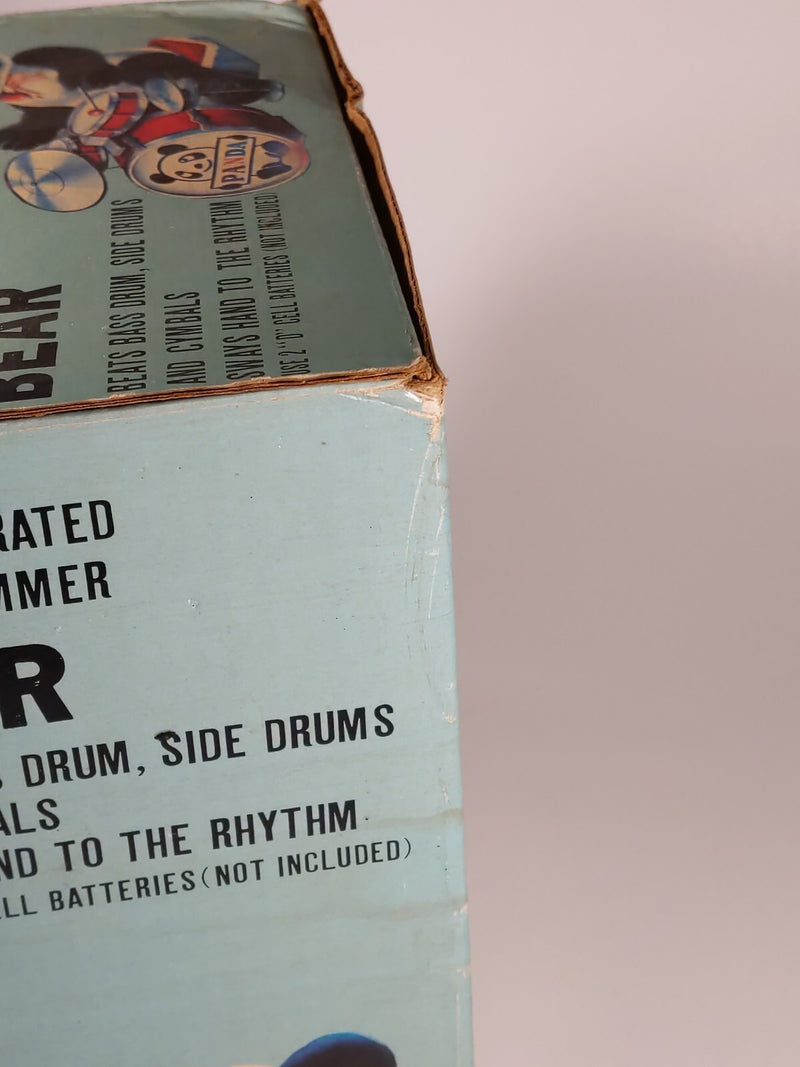 PANDA
BEAR
BEATS BASS DRUM, SIDE DRUMS
AND CYMBALS
SWAYS HAND TO THE RHYTHM
USE 2 "D" CELL BATTERIES (NOT INCLUDED)
RATED
MMER
R
DRUM, SIDE DRUMS
ALS
ND TO THE RHYTHM
LL BATTERIES (NOT INCLUDED)